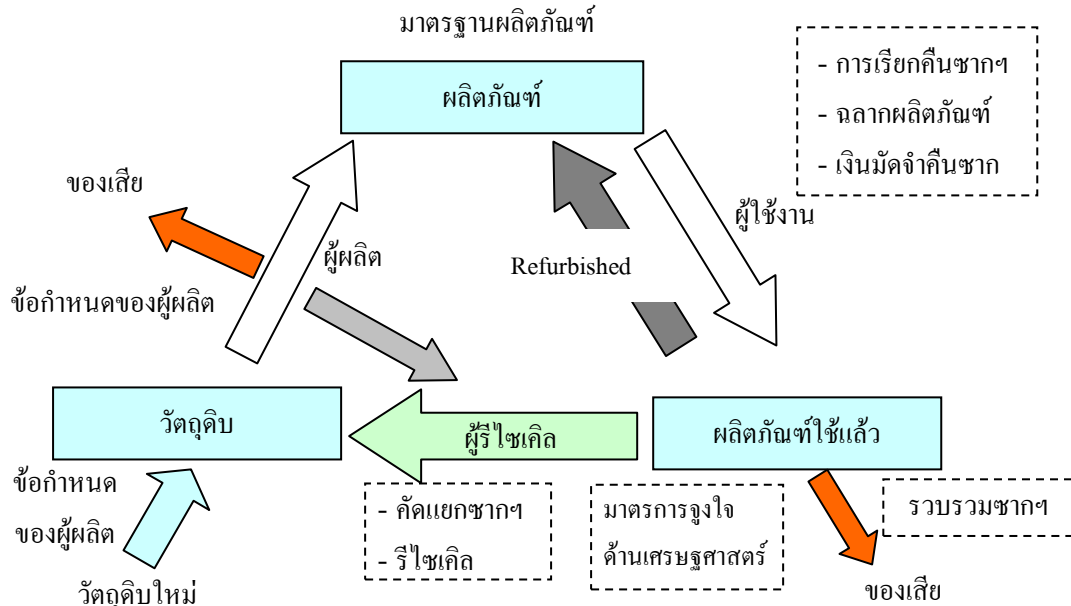 มาตรฐานผลิตภัณฑ์
ผลิตภัณฑ์
- การเรียกคืนซากฯ
- ฉลากผลิตภัณฑ์
- เงินมัดจำคืนซาก
ของเสีย
ผู้ใช้งาน
ผู้ผลิต
Refurbished
ข้อกำหนดของผู้ผลิต
วัตถุดิบ
ผู้รีไซเคิล
ผลิตภัณฑ์ใช้แล้ว
ข้อกำหนด
ของผู้ผลิต
วัตถุดิบใหม่
- คัดแยกซากฯ
- รีไซเคิล
มาตรการจูงใจ
ด้านเศรษฐศาสตร์
รวบรวมซากฯ
ของเสีย